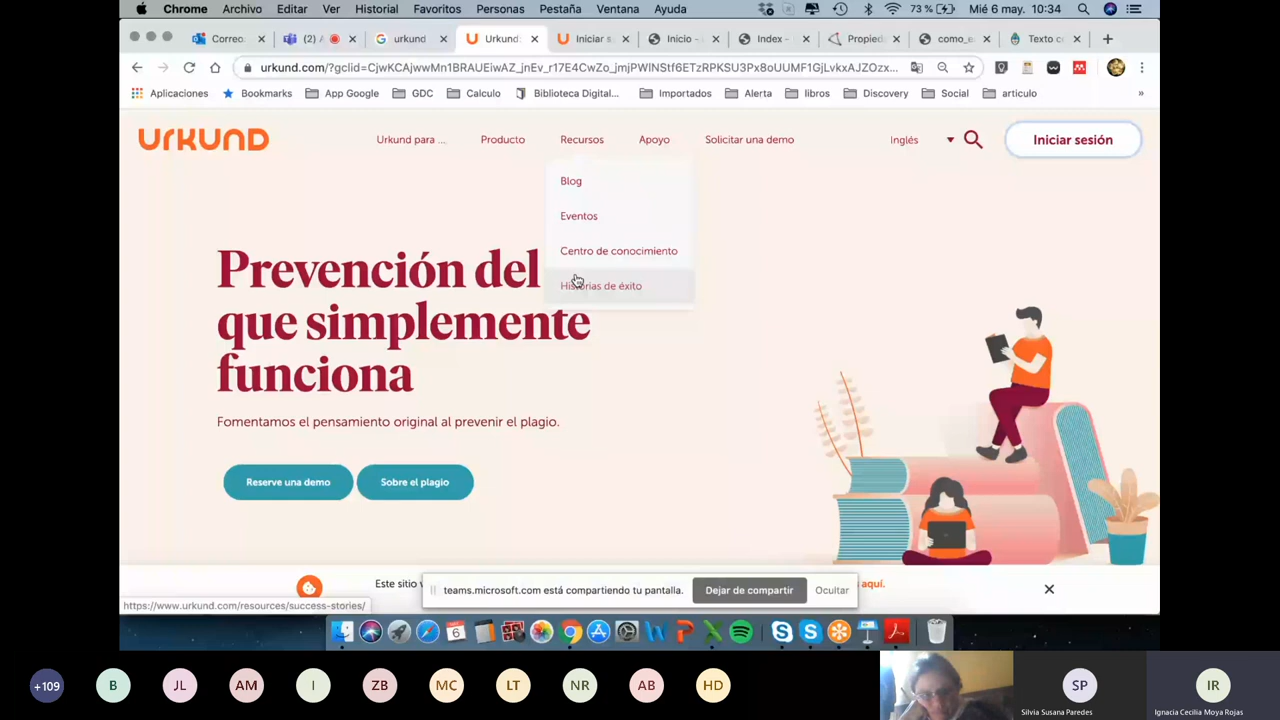 Chrome Archivo Editar Ver Historial Favoritos Personas Pestaña Ventana Ayuda 73 % Mié 6 may. 10:34
Correo. (2) urkund Urkund: Iniciar s Inicio - Index - Propied como_e Texto c
urkund.com/?gclid=CjwKCAjwwMn1BRAUEiwAZ_jnEv_r17E4CwZo_jmjPWlNStf6ETzRPKSU3Px8oUUMF1GjLvkxAJZOzx...
Aplicaciones Bookmarks App Google GDC Calculo Biblioteca Digital... Importados Alerta libros Discovery Social articulo »
urkund Urkund para ... Producto Recursos Apoyo Solicitar una demo Inglés Iniciar sesión
Blog
Eventos
Centro de conocimiento
Historias de éxito
Prevención del
que simplemente
funciona
Fomentamos el pensamiento original al prevenir el plagio.
Reserve una demo Sobre el plagio
Este sitio aquí.
teams.microsoft.com está compartiendo tu pantalla. Dejar de compartir Ocultar
https://www.urkund.com/resources/success-stories/
6
+109 B JL AM I ZB MC LT NR AB HD SP IR
Silvia Susana Paredes Ignacia Cecilia Moya Rojas